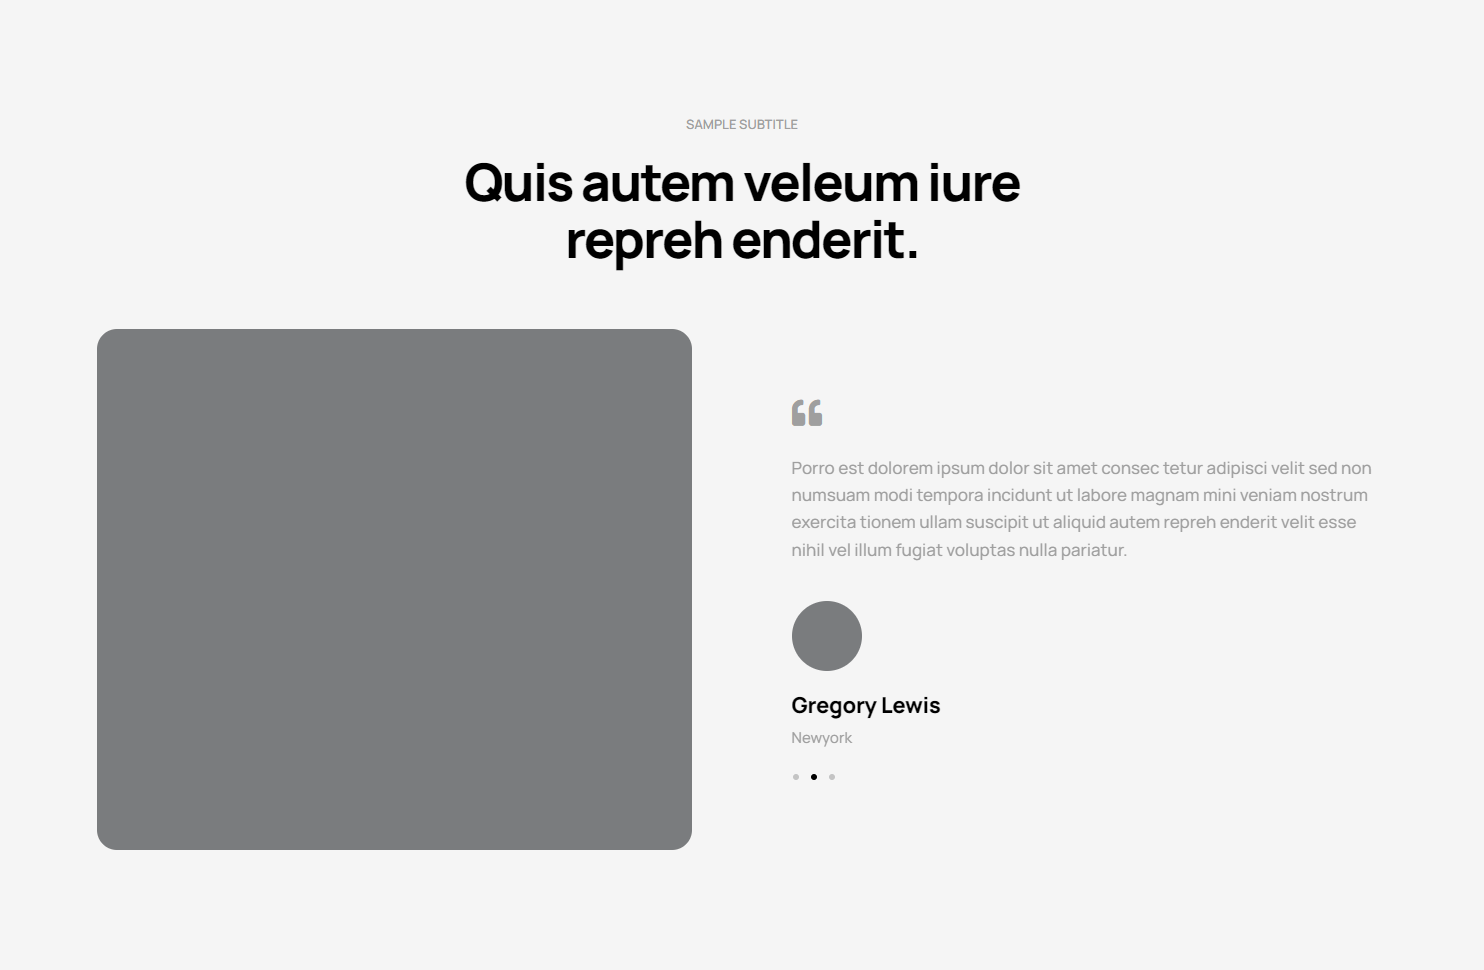 SAMPLE SUBTITLE
Quis autem veleum iure
repreh enderit.
Porro est dolorem ipsum dolor sit amet consec tetur adipisci velit sed non
numsuam modi tempora incidunt ut labore magnam mini veniam nostrum
exercita tionem ullam suscipit ut aliquid autem repreh enderit velit esse
nihil vel illum fugiat voluptas nulla pariatur.
Gregory Lewis
Newyork